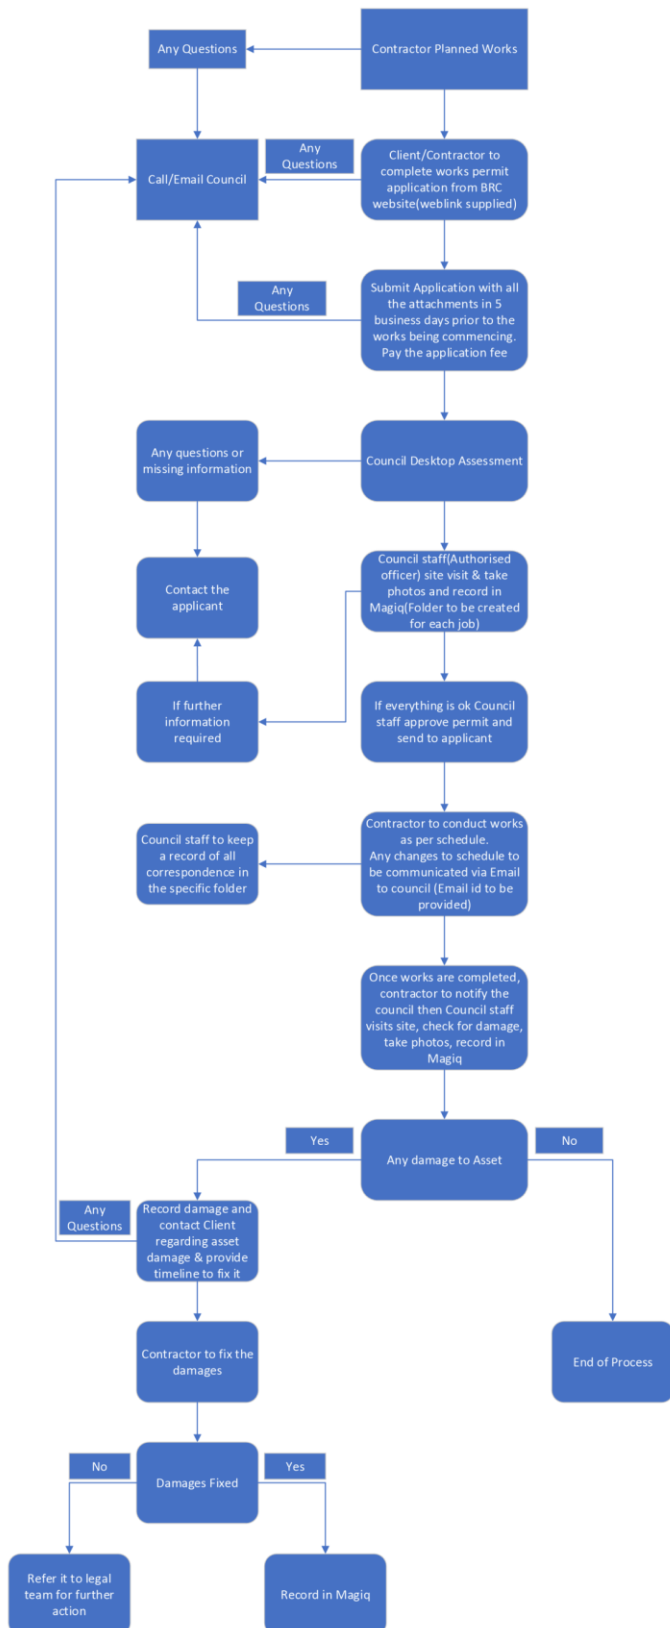 Any Questions
Contractor Planned Works
Any
Questions
Call/Email Council
Client/Contractor to
complete works permit
application from BRC
website(weblink supplied)
Any
Questions
Submit Application with all
the attachments in 5
business days prior to the
works being commencing.
Pay the application fee
Any questions or
missing information
Council Desktop Assessment
Contact the
applicant
Council staff(Authorised
officer) site visit & take
photos and record in
Magiq(Folder to be created
for each job)
If further
information
required
If everything is ok Council
staff approve permit and
send to applicant
Council staff to keep
a record of all
correspondence in
the specific folder
Contractor to conduct works
as per schedule.
Any changes to schedule to
be communicated via Email
to council (Email id to be
provided)
Once works are completed,
contractor to notify the
council then Council staff
visits site, check for damage,
take photos, record in
Magiq
Yes
Any damage to Asset
No
Any
Questions
Record damage and
contact Client
regarding asset
damage & provide
timeline to fix it
Contractor to fix the
damages
End of Process
No
Damages Fixed
Yes
Refer it to legal
team for further
action
Record in Magiq